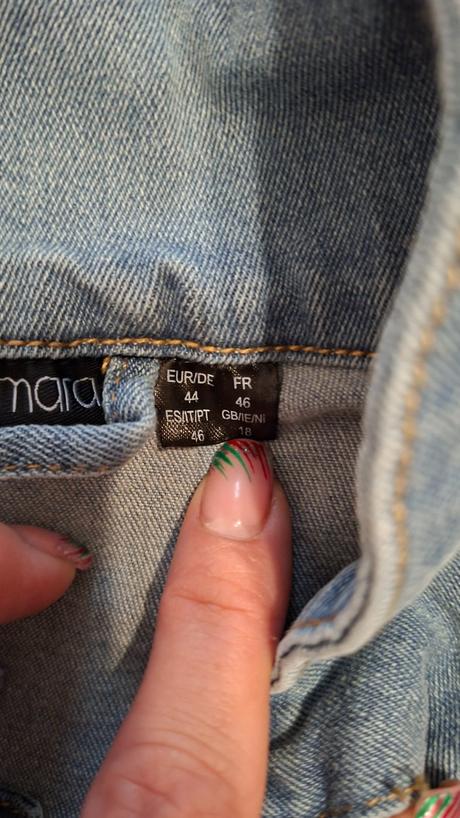 mara
EUR/DE FR
44 46
ES/IT/PT GB/IE/NI
46 18